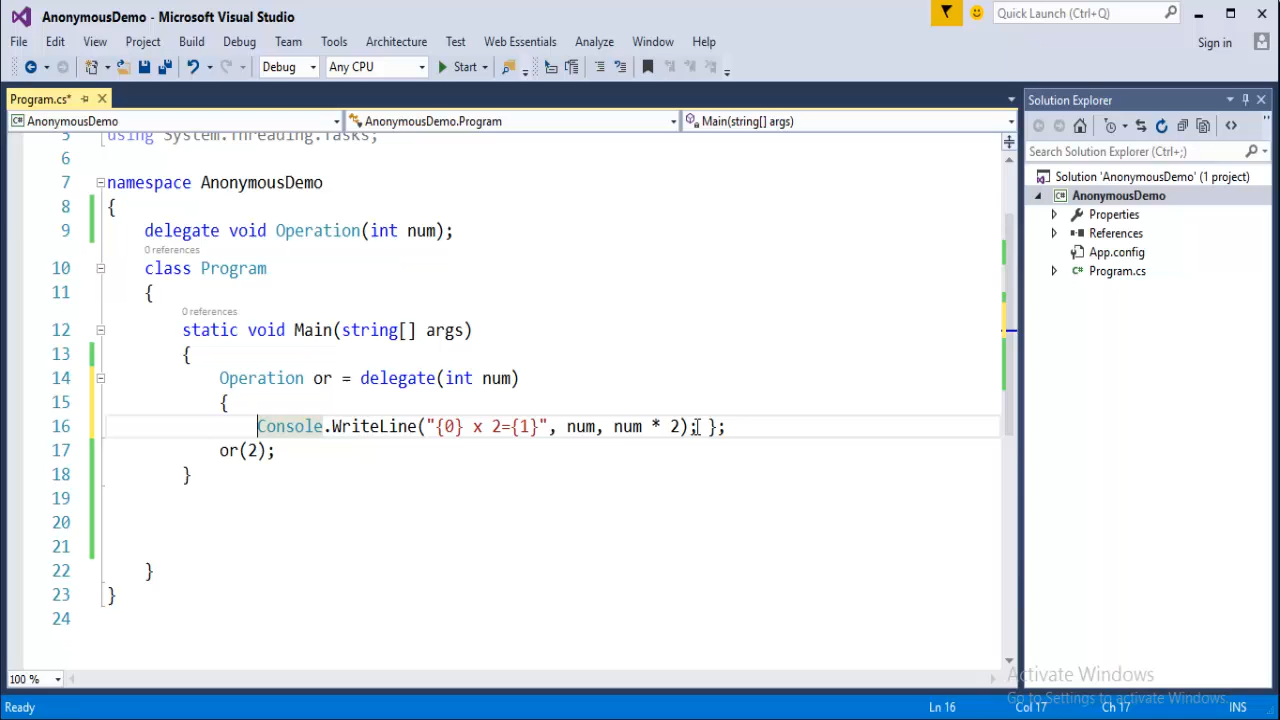 AnonymousDemo - Microsoft Visual Studio
Quick Launch (Ctrl+Q)
File Edit View Project Build Debug Team Tools Architecture Test Web Essentials Analyze Window Help
Sign in
Debug Any CPU Start
Program.cs*
Solution Explorer
AnonymousDemo AnonymousDemo.Program Main(string[] args)
Search Solution Explorer (Ctrl+;)
Solution 'AnonymousDemo' (1 project)
AnonymousDemo
Properties
References
App.config
Program.cs
5 using System.Threading.Tasks;
6
7 namespace AnonymousDemo
8 {
9 delegate void Operation(int num);
0 references
10 class Program
11 {
0 references
12 static void Main(string[] args)
13 {
14 Operation or = delegate(int num)
15 {
16 Console.WriteLine("{0} x 2={1}", num, num * 2); };
17 or(2);
18 }
19
20
21
22 }
23 }
24
100 %
Activate Windows
Go to Settings to activate Windows.
Ready Ln 16 Col 17 Ch 17 INS